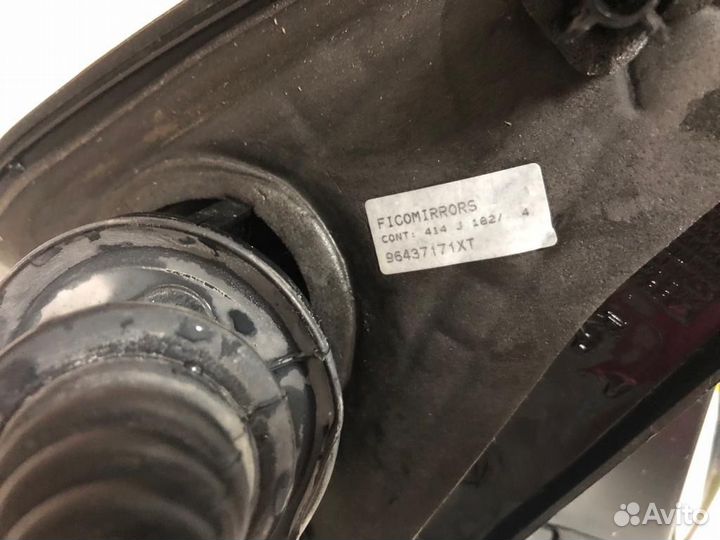 FICOMIRRORS
CONT: 414 J 182/ 4
96437171XT
Avito